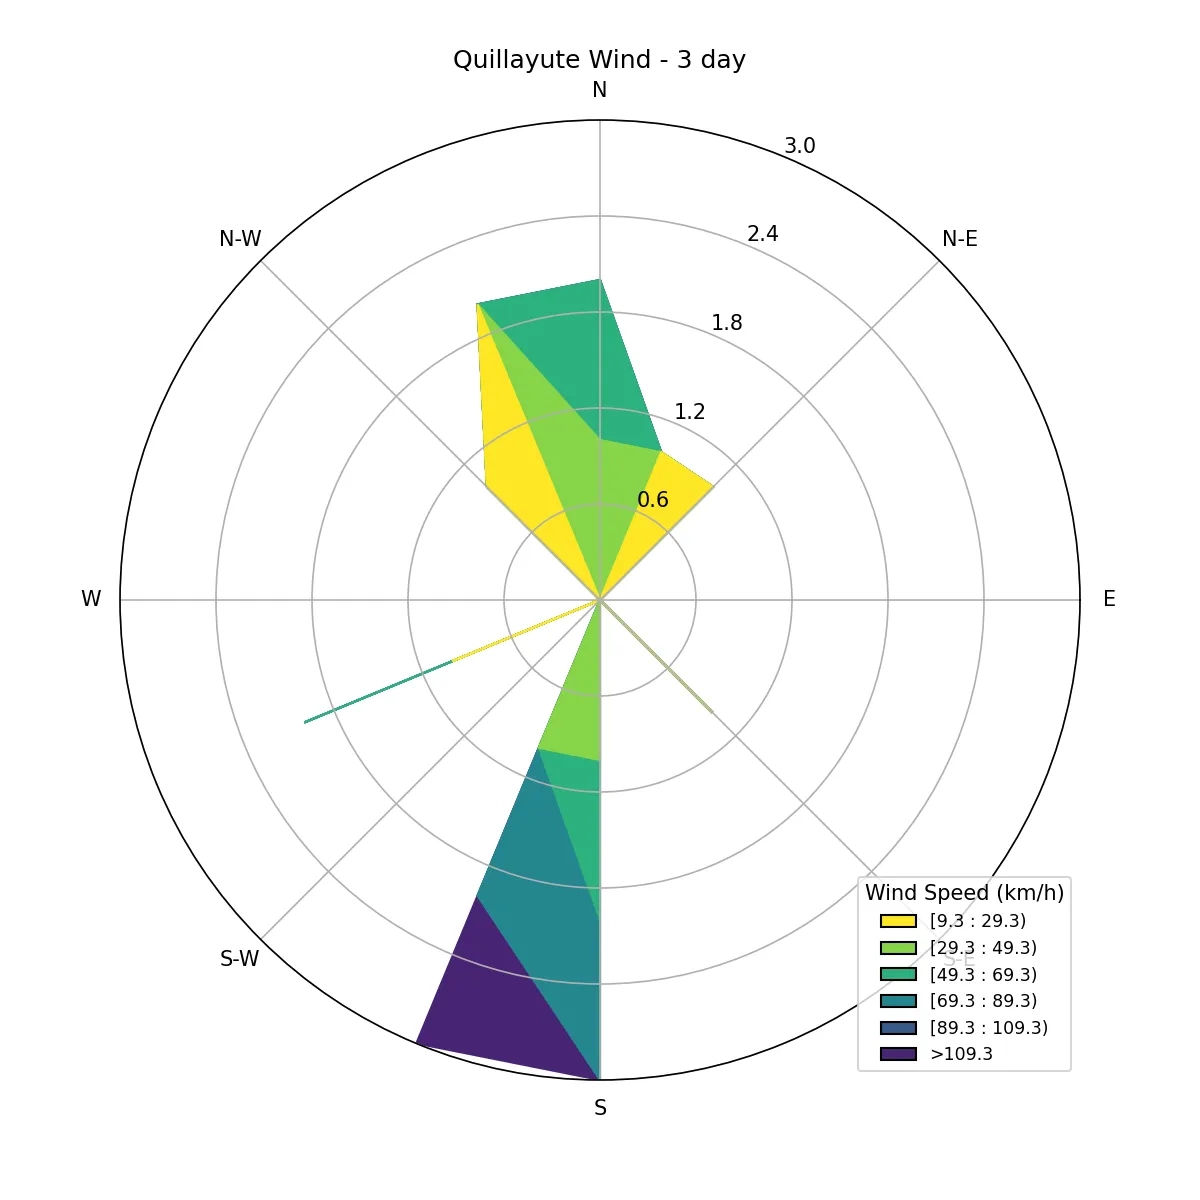 Quillayute Wind - 3 day
N
3.0
N-W
N-E
2.4
1.8
1.2
0.6
W
E
S-W
S-E
Wind Speed (km/h)
[9.3 : 29.3)
[29.3 : 49.3)
[49.3 : 69.3)
[69.3 : 89.3)
[89.3 : 109.3)
>109.3
S